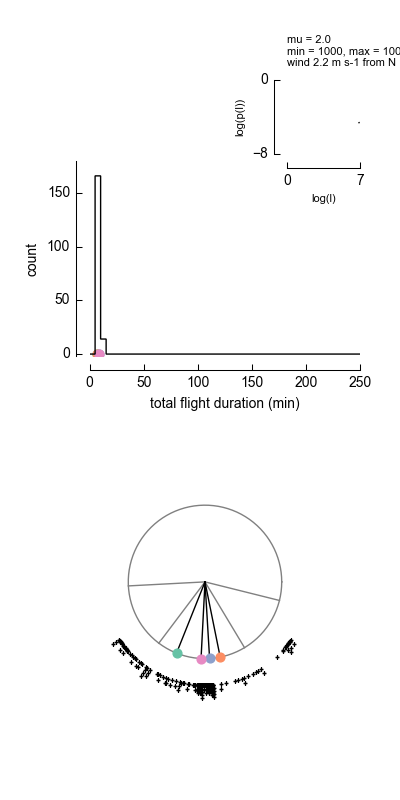 mu = 2.0
min = 1000, max = 100
wind 2.2 m s-1 from N
0
−8
log(p(l))
0 7
log(l)
150
100
50
0
count
0 50 100 150 200 250
total flight duration (min)